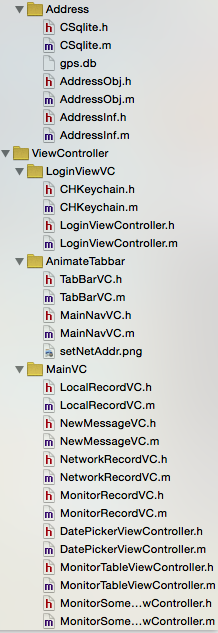 Address
CSqlite.h
CSqlite.m
gps.db
AddressObj.h
AddressObj.m
AddressInf.h
AddressInf.m
ViewController
LoginViewVC
CHKeychain.h
CHKeychain.m
LoginViewController.h
LoginViewController.m
AnimateTabbar
TabBarVC.h
TabBarVC.m
MainNavVC.h
MainNavVC.m
setNetAddr.png
MainVC
LocalRecordVC.h
LocalRecordVC.m
NewMessageVC.h
NewMessageVC.m
NetworkRecordVC.h
NetworkRecordVC.m
MonitorRecordVC.h
MonitorRecordVC.m
DatePickerViewController.h
DatePickerViewController.m
MonitorTableViewController.h
MonitorTableViewController.m
MonitorSome...wController.h
MonitorSome...wController.m